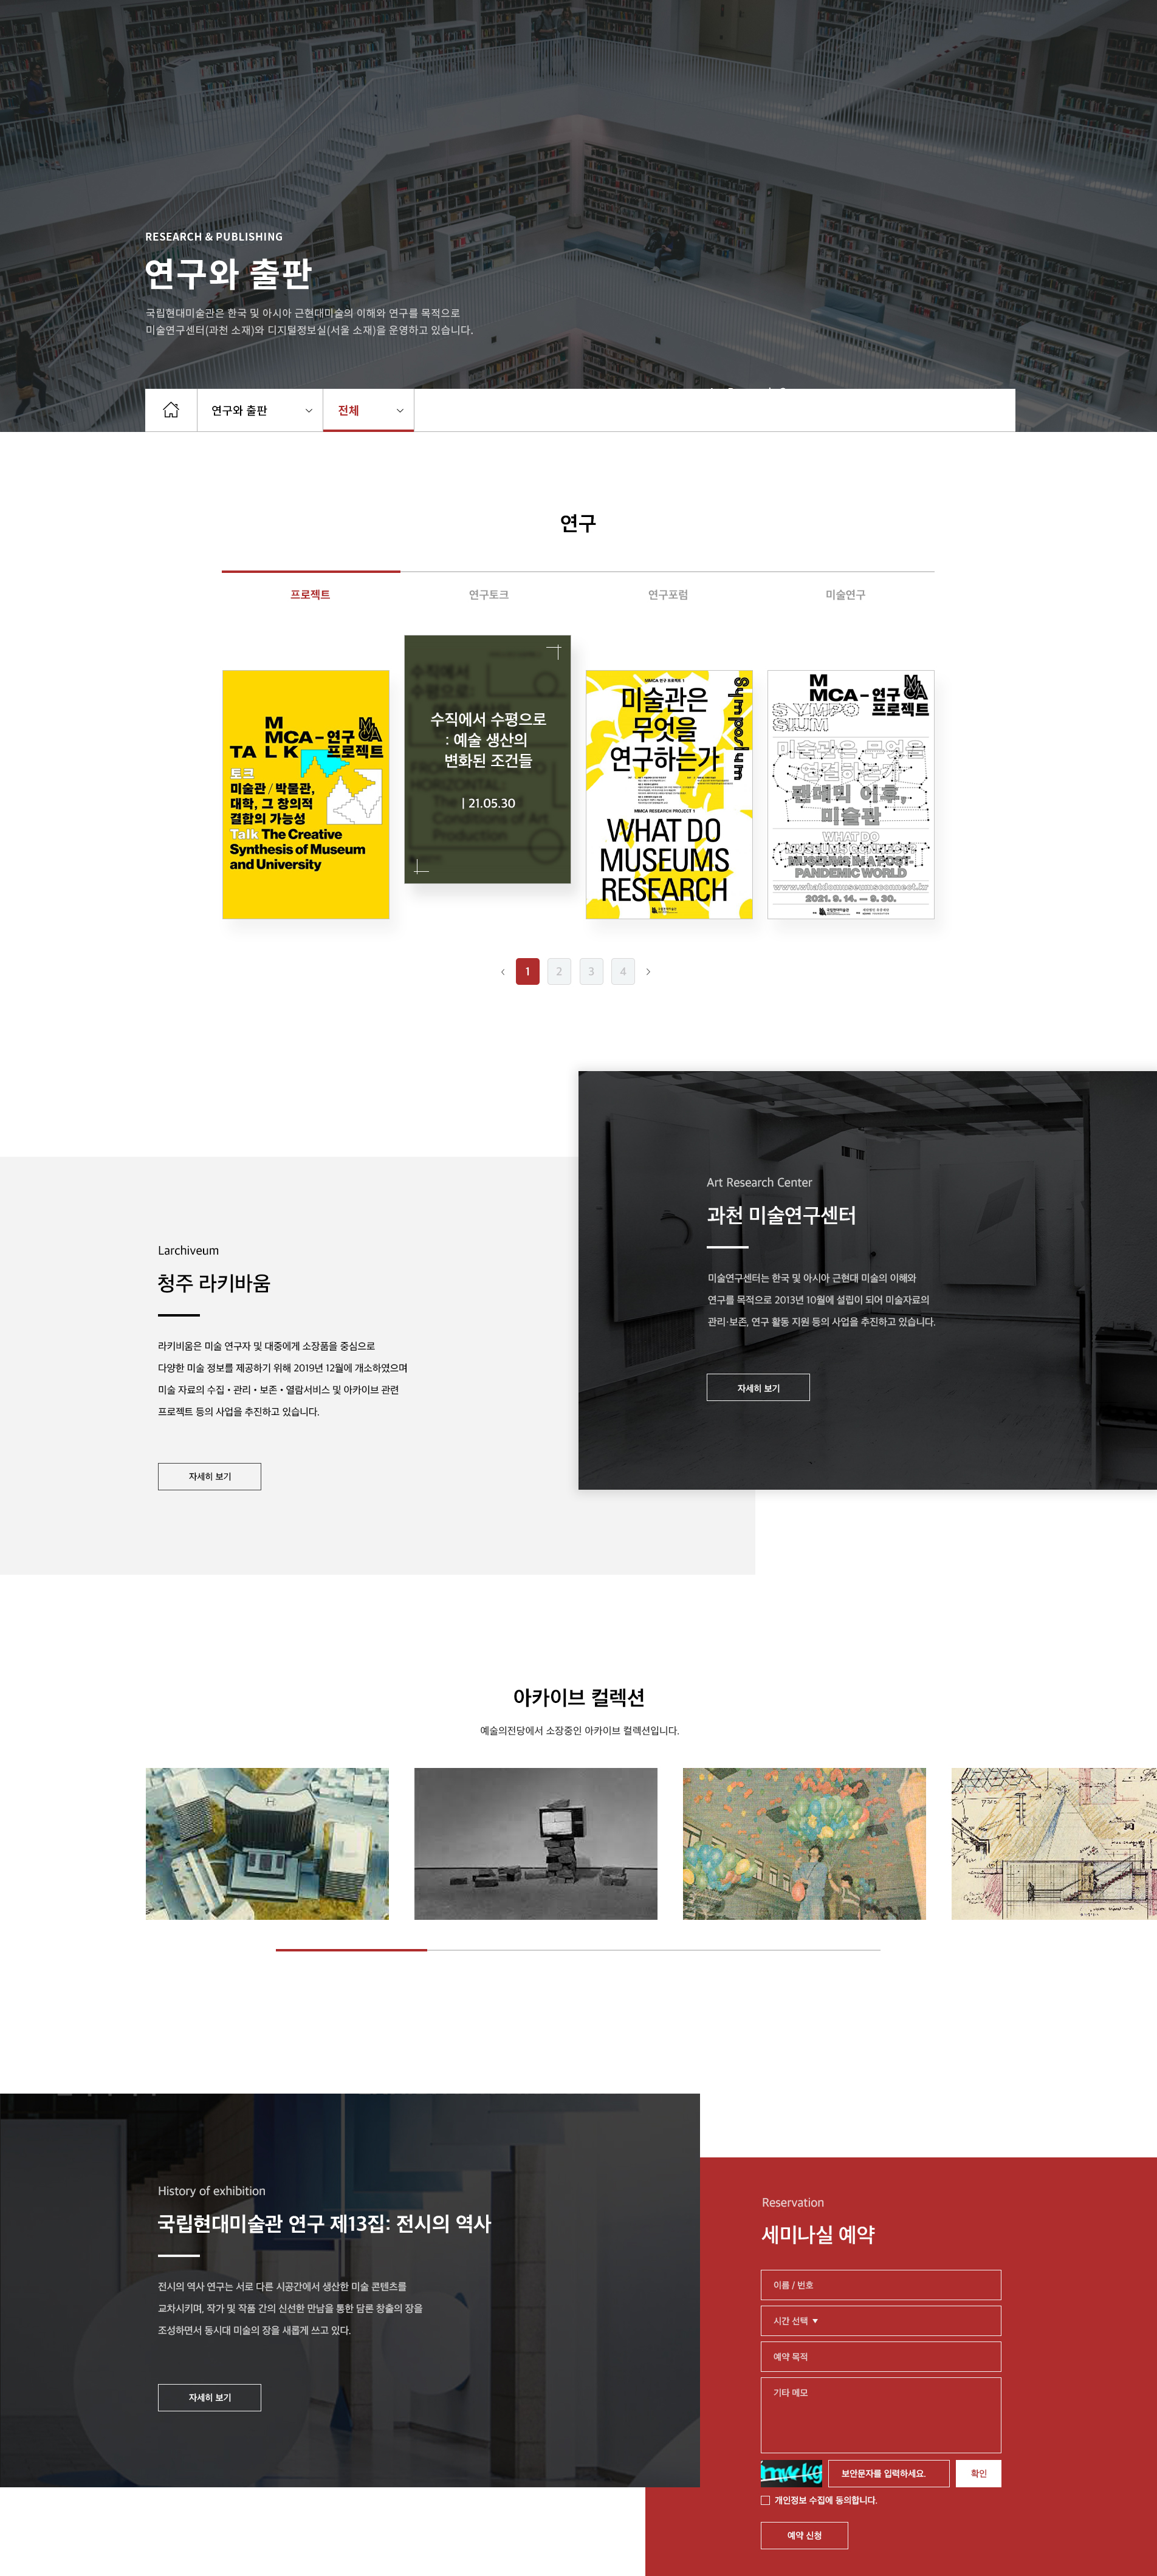 RESEARCH & PUBLISHING
연구와 출판
국립현대미술관은 한국 및 아시아 근현대미술의 이해와 연구를 목적으로
미술연구센터(과천 소재)와 디지털정보실(서울 소재)을 운영하고 있습니다.
연구와 출판
전체
연구
프로젝트
연구토크
연구포럼
미술연구
M
MCA – 연구
TALK 프로젝트
토크
미술관 / 박물관,
대학, 그 창의적
결합의 가능성
Talk The Creative
Synthesis of Museum
and University
수직에서 수평으로
: 예술 생산의
변화된 조건들
| 21.05.30
MMCA 연구 프로젝트 1
미술관은
무엇을
연구하는가
Symposium
MMCA RESEARCH PROJECT 1
WHAT DO
MUSEUMS
RESEARCH
M
MCA – 연구
SYMPO 프로젝트
SIUM
미술관은 무엇을
연결하는가
팬데믹 이후,
미술관
WHAT DO
MUSEUMS CONNECT
MUSEUMS IN A POST-
PANDEMIC WORLD
www.whatdomuseumsconnect.kr
2021. 9. 14. — 9. 30.
1
2
3
4
Art Research Center
과천 미술연구센터
미술연구센터는 한국 및 아시아 근현대 미술의 이해와
연구를 목적으로 2013년 10월에 설립이 되어 미술자료의
관리·보존, 연구 활동 지원 등의 사업을 추진하고 있습니다.
자세히 보기
Larchiveum
청주 라키바움
라키비움은 미술 연구자 및 대중에게 소장품을 중심으로
다양한 미술 정보를 제공하기 위해 2019년 12월에 개소하였으며
미술 자료의 수집 • 관리 • 보존 • 열람서비스 및 아카이브 관련
프로젝트 등의 사업을 추진하고 있습니다.
자세히 보기
아카이브 컬렉션
예술의전당에서 소장중인 아카이브 컬렉션입니다.
History of exhibition
국립현대미술관 연구 제13집: 전시의 역사
전시의 역사 연구는 서로 다른 시공간에서 생산한 미술 콘텐츠를
교차시키며, 작가 및 작품 간의 신선한 만남을 통한 담론 창출의 장을
조성하면서 동시대 미술의 장을 새롭게 쓰고 있다.
자세히 보기
Reservation
세미나실 예약
이름 / 번호
시간 선택 ▼
예약 목적
기타 메모
보안문자를 입력하세요.
확인
개인정보 수집에 동의합니다.
예약 신청